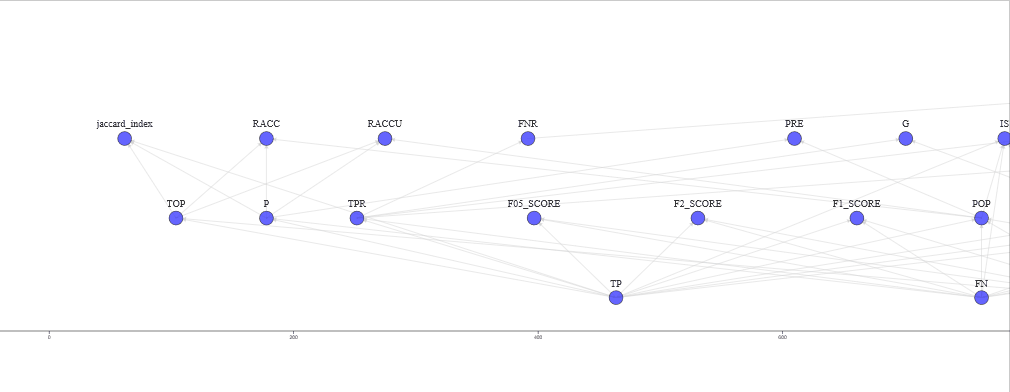 jaccard_index RACC RACCU FNR PRE G IS
TOP P TPR F05_SCORE F2_SCORE F1_SCORE POP
TP FN
0 200 400 600